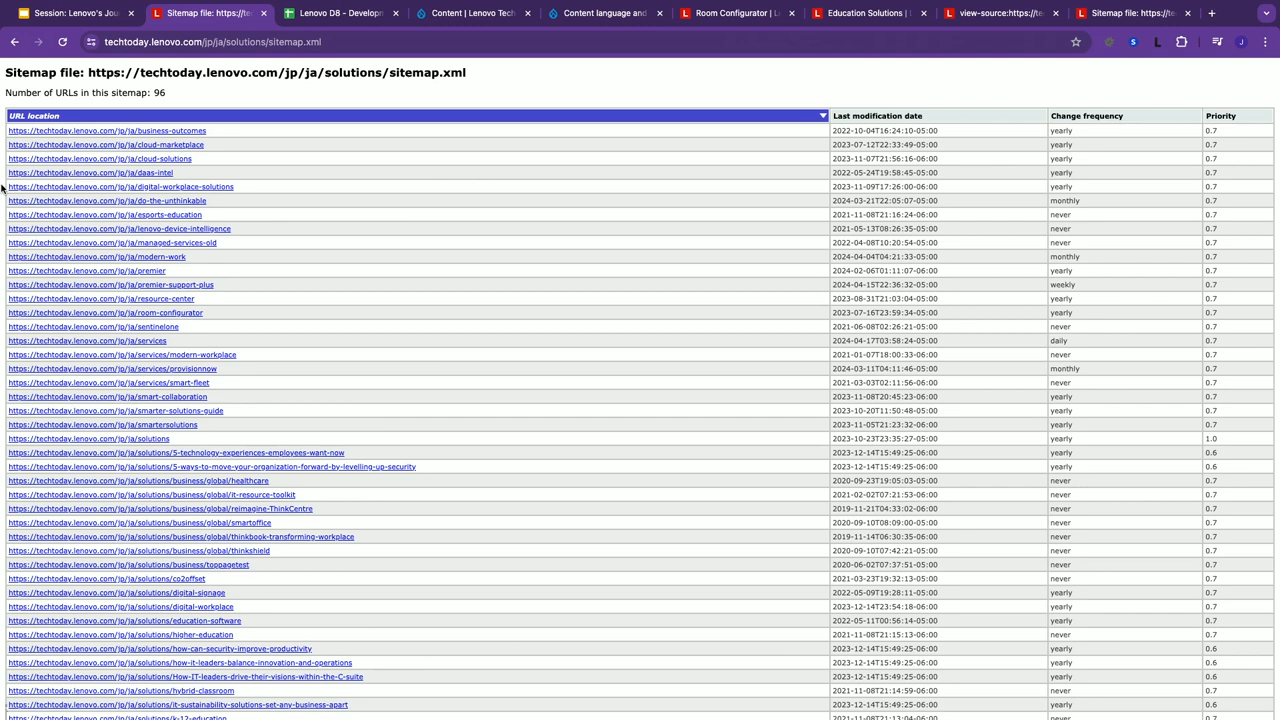 Session: Lenovo's Jou
Sitemap file: https://te
Lenovo D8 - Develop
Content | Lenovo Tech
Content language and
Room Configurator | L
Education Solutions |
view-source:https://te
Sitemap file: https://te
techtoday.lenovo.com/jp/ja/solutions/sitemap.xml
Sitemap file: https://techtoday.lenovo.com/jp/ja/solutions/sitemap.xml
Number of URLs in this sitemap: 96
URL location Last modification date Change frequency Priority
https://techtoday.lenovo.com/jp/ja/business-outcomes 2022-10-04T16:24:10-05:00 yearly 0.7
https://techtoday.lenovo.com/jp/ja/cloud-marketplace 2023-07-12T22:33:49-05:00 yearly 0.7
https://techtoday.lenovo.com/jp/ja/cloud-solutions 2023-11-07T21:56:16-06:00 yearly 0.7
https://techtoday.lenovo.com/jp/ja/daas-intel 2022-05-24T19:58:45-05:00 yearly 0.7
https://techtoday.lenovo.com/jp/ja/digital-workplace-solutions 2023-11-09T17:26:00-06:00 yearly 0.7
https://techtoday.lenovo.com/jp/ja/do-the-unthinkable 2024-03-21T22:05:07-05:00 monthly 0.7
https://techtoday.lenovo.com/jp/ja/esports-education 2021-11-08T21:16:24-06:00 never 0.7
https://techtoday.lenovo.com/jp/ja/lenovo-device-intelligence 2021-05-13T08:26:35-05:00 never 0.7
https://techtoday.lenovo.com/jp/ja/managed-services-old 2022-04-08T10:20:54-05:00 never 0.7
https://techtoday.lenovo.com/jp/ja/modern-work 2024-04-04T04:21:33-05:00 monthly 0.7
https://techtoday.lenovo.com/jp/ja/premier 2024-02-06T01:11:07-06:00 yearly 0.7
https://techtoday.lenovo.com/jp/ja/premier-support-plus 2024-04-15T22:36:32-05:00 weekly 0.7
https://techtoday.lenovo.com/jp/ja/resource-center 2023-08-31T21:03:04-05:00 yearly 0.7
https://techtoday.lenovo.com/jp/ja/room-configurator 2023-07-16T23:59:34-05:00 yearly 0.7
https://techtoday.lenovo.com/jp/ja/sentinelone 2021-06-08T02:26:21-05:00 never 0.7
https://techtoday.lenovo.com/jp/ja/services 2024-04-17T03:58:24-05:00 daily 0.7
https://techtoday.lenovo.com/jp/ja/services/modern-workplace 2021-01-07T18:00:33-06:00 never 0.7
https://techtoday.lenovo.com/jp/ja/services/provisionnow 2024-03-11T04:11:46-05:00 monthly 0.7
https://techtoday.lenovo.com/jp/ja/services/smart-fleet 2021-03-03T02:11:56-06:00 never 0.7
https://techtoday.lenovo.com/jp/ja/smart-collaboration 2023-11-08T20:45:23-06:00 yearly 0.7
https://techtoday.lenovo.com/jp/ja/smarter-solutions-guide 2023-10-20T11:50:48-05:00 yearly 0.7
https://techtoday.lenovo.com/jp/ja/smartersolutions 2023-11-05T21:23:32-06:00 yearly 0.7
https://techtoday.lenovo.com/jp/ja/solutions 2023-10-23T23:35:27-05:00 yearly 1.0
https://techtoday.lenovo.com/jp/ja/solutions/5-technology-experiences-employees-want-now 2023-12-14T15:49:25-06:00 yearly 0.6
https://techtoday.lenovo.com/jp/ja/solutions/5-ways-to-move-your-organization-forward-by-levelling-up-security 2023-12-14T15:49:25-06:00 yearly 0.6
https://techtoday.lenovo.com/jp/ja/solutions/business/global/healthcare 2020-09-23T19:05:03-05:00 never 0.7
https://techtoday.lenovo.com/jp/ja/solutions/business/global/it-resource-toolkit 2021-02-02T07:21:53-06:00 never 0.7
https://techtoday.lenovo.com/jp/ja/solutions/business/global/reimagine-ThinkCentre 2019-11-21T04:33:02-06:00 never 0.7
https://techtoday.lenovo.com/jp/ja/solutions/business/global/smartoffice 2020-09-10T08:09:00-05:00 never 0.7
https://techtoday.lenovo.com/jp/ja/solutions/business/global/thinkbook-transforming-workplace 2019-11-14T06:30:35-06:00 never 0.7
https://techtoday.lenovo.com/jp/ja/solutions/business/global/thinkshield 2020-09-10T07:42:21-05:00 never 0.7
https://techtoday.lenovo.com/jp/ja/solutions/business/toppagetest 2020-06-02T07:37:51-05:00 never 0.7
https://techtoday.lenovo.com/jp/ja/solutions/co2offset 2021-03-23T19:32:13-05:00 never 0.7
https://techtoday.lenovo.com/jp/ja/solutions/digital-signage 2022-05-09T19:28:11-05:00 yearly 0.7
https://techtoday.lenovo.com/jp/ja/solutions/digital-workplace 2023-12-14T23:54:18-06:00 yearly 0.7
https://techtoday.lenovo.com/jp/ja/solutions/education-software 2022-05-11T00:56:14-05:00 yearly 0.7
https://techtoday.lenovo.com/jp/ja/solutions/higher-education 2021-11-08T21:15:13-06:00 never 0.7
https://techtoday.lenovo.com/jp/ja/solutions/how-can-security-improve-productivity 2023-12-14T15:49:25-06:00 yearly 0.6
https://techtoday.lenovo.com/jp/ja/solutions/how-it-leaders-balance-innovation-and-operations 2023-12-14T15:49:25-06:00 yearly 0.6
https://techtoday.lenovo.com/jp/ja/solutions/How-IT-leaders-drive-their-visions-within-the-C-suite 2023-12-14T15:49:25-06:00 yearly 0.6
https://techtoday.lenovo.com/jp/ja/solutions/hybrid-classroom 2021-11-08T21:14:59-06:00 never 0.7
https://techtoday.lenovo.com/jp/ja/solutions/it-sustainability-solutions-set-any-business-apart 2023-12-14T15:49:25-06:00 yearly 0.6
https://techtoday.lenovo.com/jp/ja/solutions/k-12-education 2021-11-08T21:13:04-06:00 never 0.7